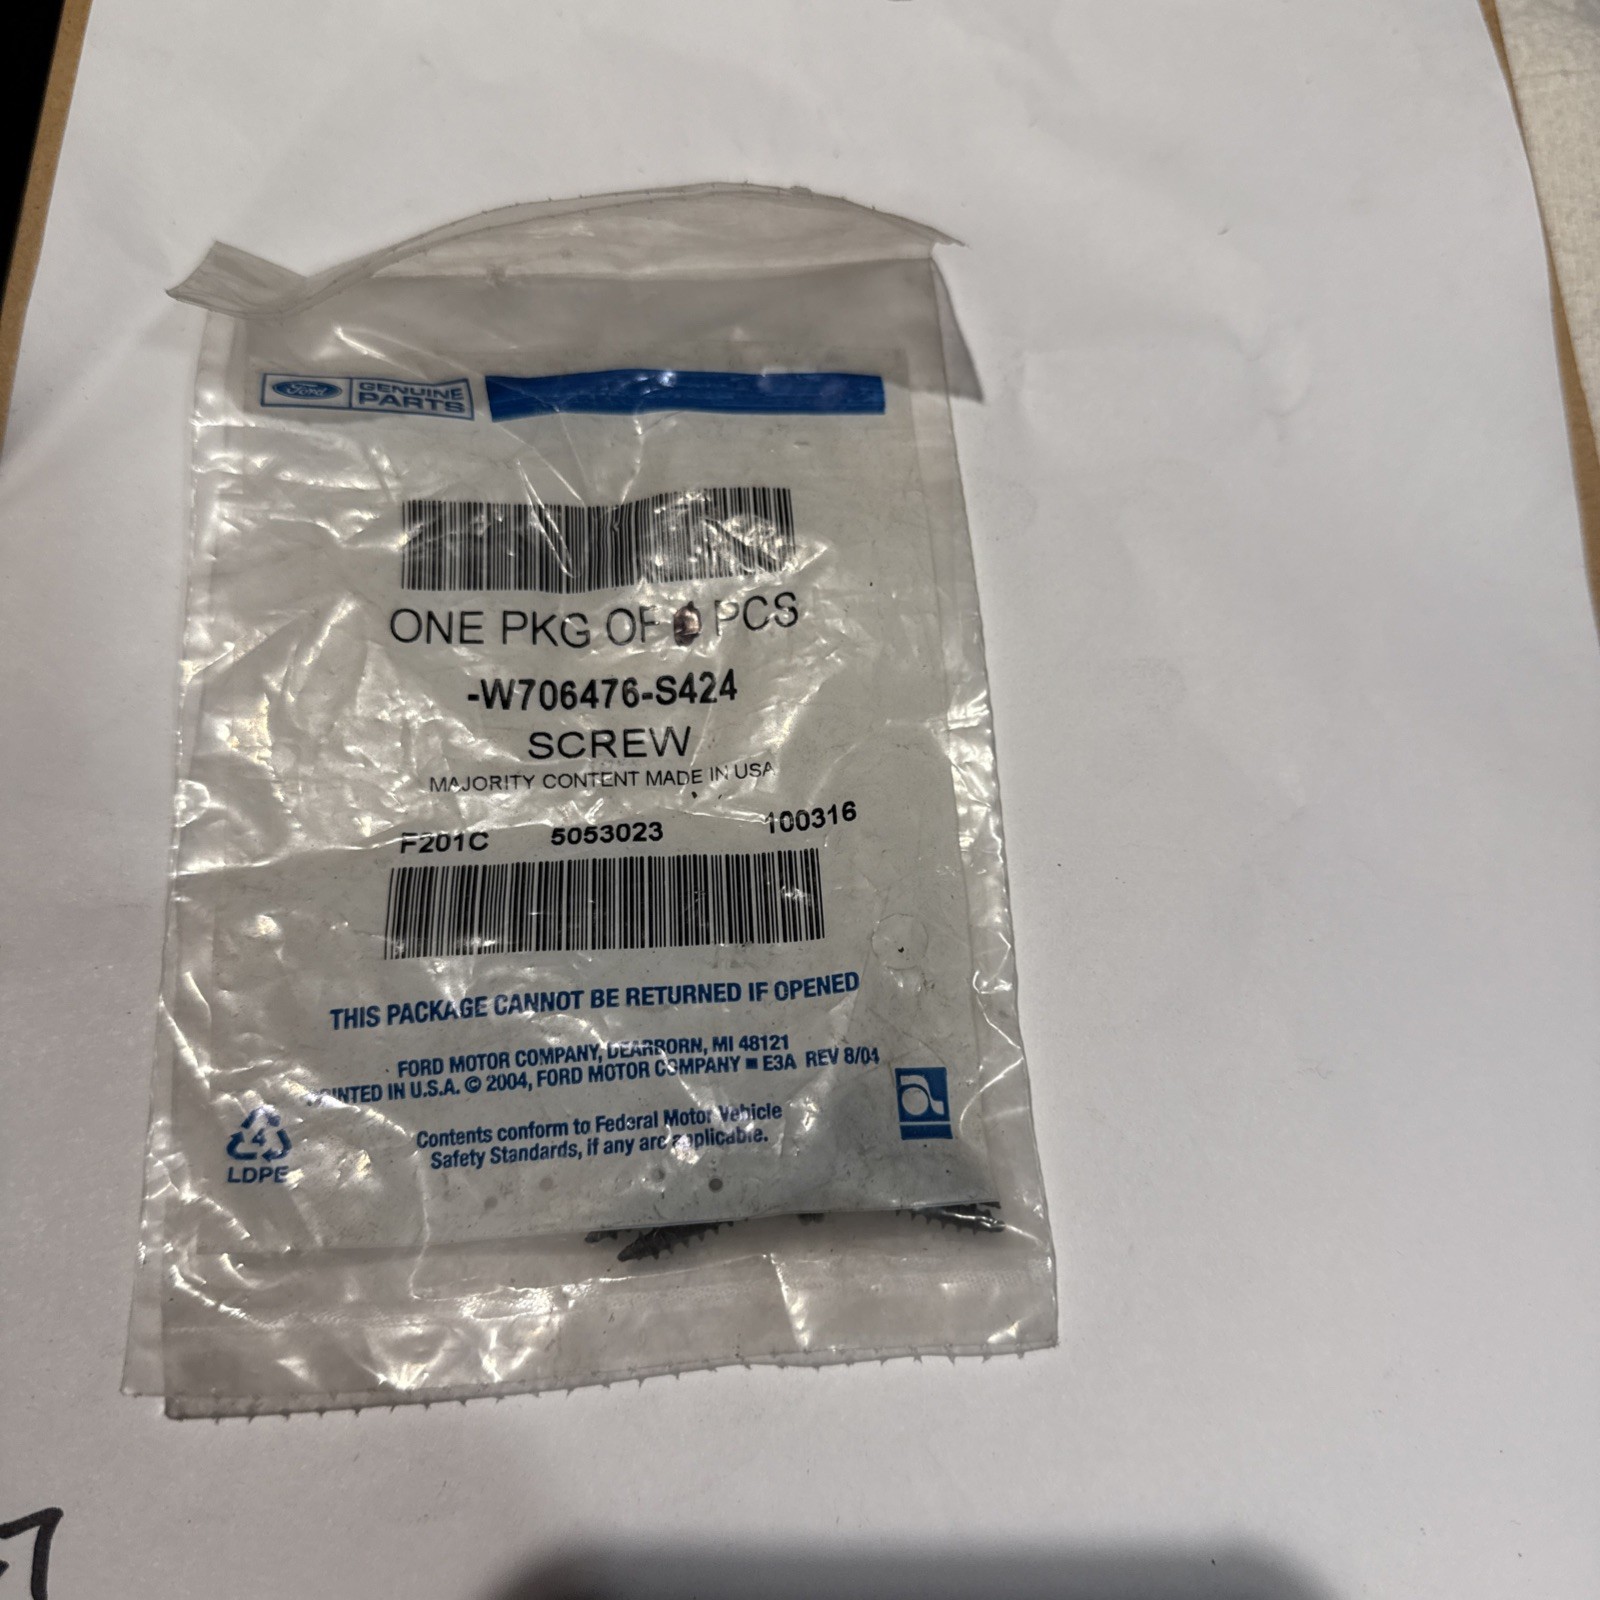 Ford GENUINE PARTS
ONE PKG OF PCS
-W706476-S424
SCREW
MAJORITY CONTENT MADE IN USA
F201C 5053023 100316
THIS PACKAGE CANNOT BE RETURNED IF OPENED
FORD MOTOR COMPANY, DEARBORN, MI 48121
PRINTED IN U.S.A. © 2004, FORD MOTOR COMPANY ■ E3A REV 8/04
Contents conform to Federal Motor Vehicle
Safety Standards, if any are applicable.
4
LDPE